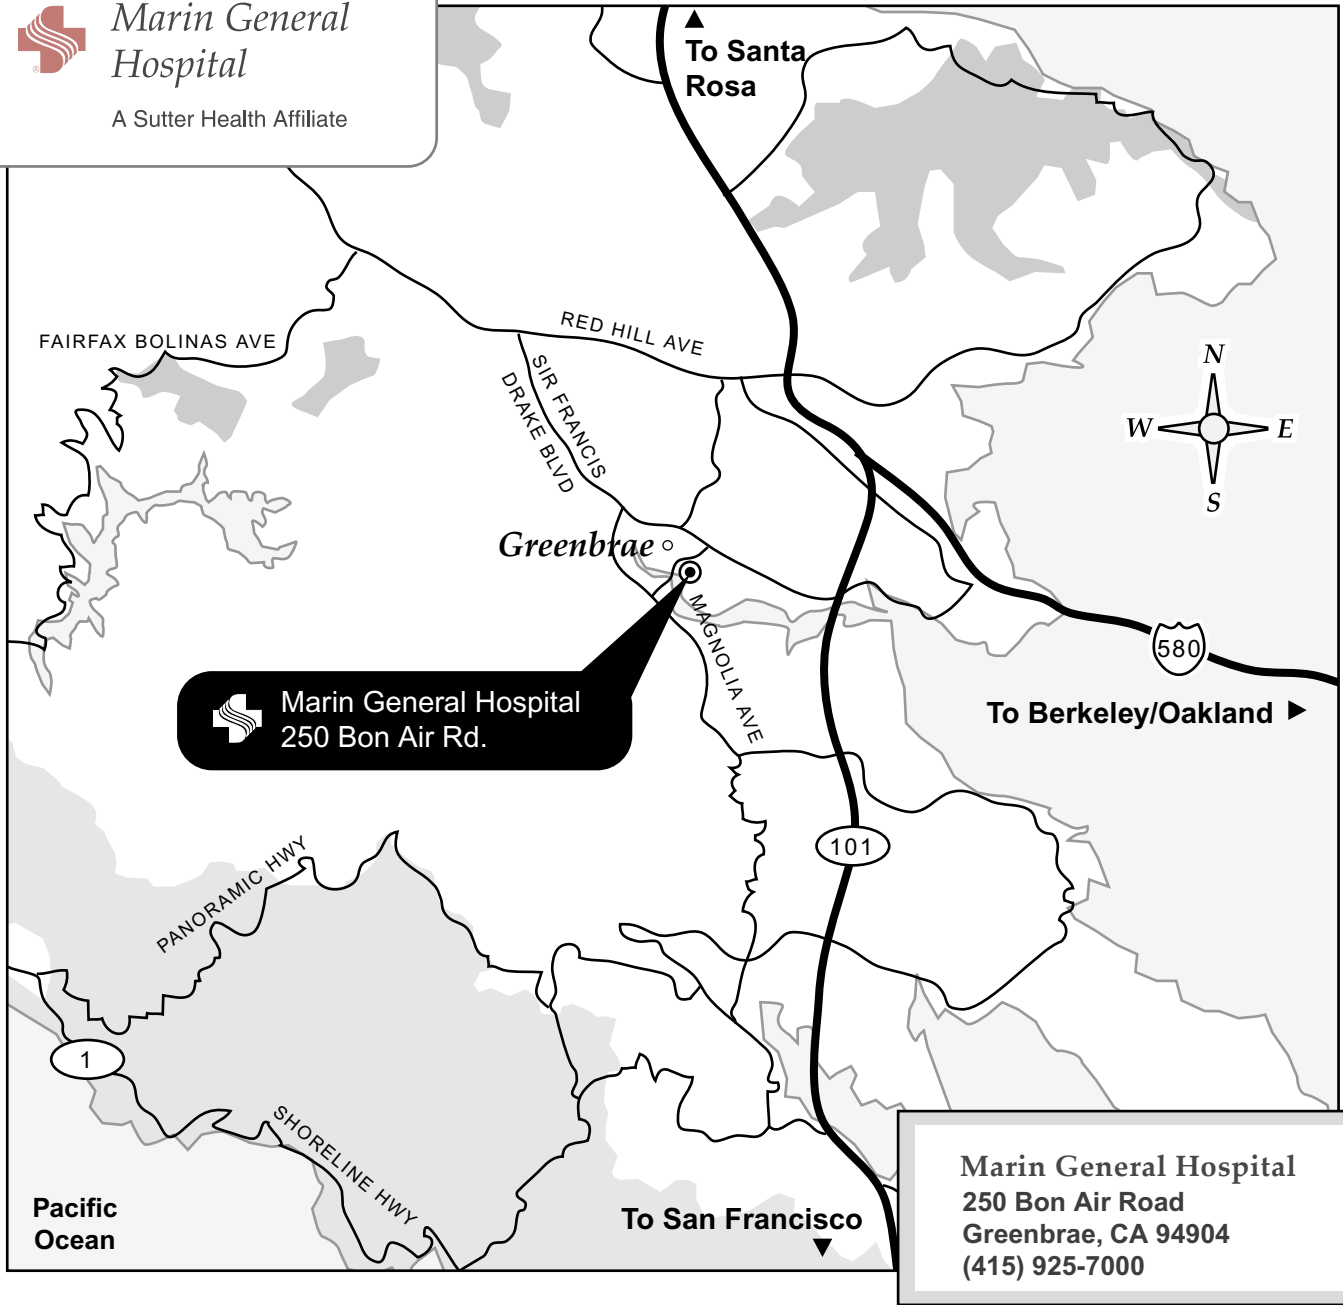 Marin General
Hospital
®
A Sutter Health Affiliate
To Santa
Rosa
FAIRFAX BOLINAS AVE
RED HILL AVE
SIR FRANCIS
DRAKE BLVD
N
W
E
S
Greenbrae
MAGNOLIA AVE
580
Marin General Hospital
250 Bon Air Rd.
To Berkeley/Oakland
101
PANORAMIC HWY
1
SHORELINE HWY
Pacific
Ocean
To San Francisco
Marin General Hospital
250 Bon Air Road
Greenbrae, CA 94904
(415) 925-7000